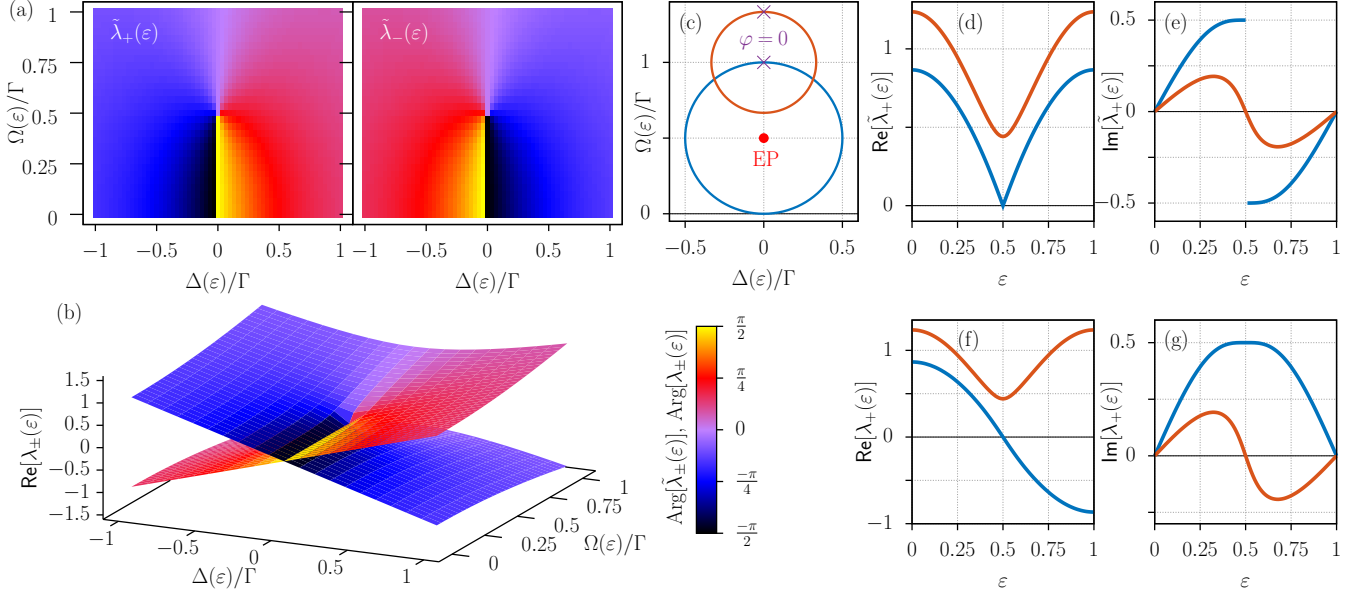 (a)
λ̃₊(ε)
λ̃₋(ε)
Ω(ε)/Γ
1
0.75
0.5
0.25
0
−1 −0.5 0 0.5 1
−1 −0.5 0 0.5 1
Δ(ε)/Γ
Δ(ε)/Γ
(c)
φ = 0
EP
Ω(ε)/Γ
1
0
−0.5 0 0.5
Δ(ε)/Γ
(d)
Re[λ̃₊(ε)]
1
0
0 0.25 0.5 0.75 1
ε
(e)
Im[λ̃₊(ε)]
0.5
0
−0.5
0 0.25 0.5 0.75 1
ε
(b)
Re[λ±(ε)]
1.5
1
0.5
0
−0.5
−1
−1.5
−1 −0.5 0 0.5 1
Δ(ε)/Γ
0 0.25 0.5 0.75 1
Ω(ε)/Γ
Arg[λ̃±(ε)], Arg[λ±(ε)]
π/2
π/4
0
−π/4
−π/2
(f)
Re[λ₊(ε)]
1
0
−1
0 0.25 0.5 0.75 1
ε
(g)
Im[λ₊(ε)]
0.5
0
0 0.25 0.5 0.75 1
ε